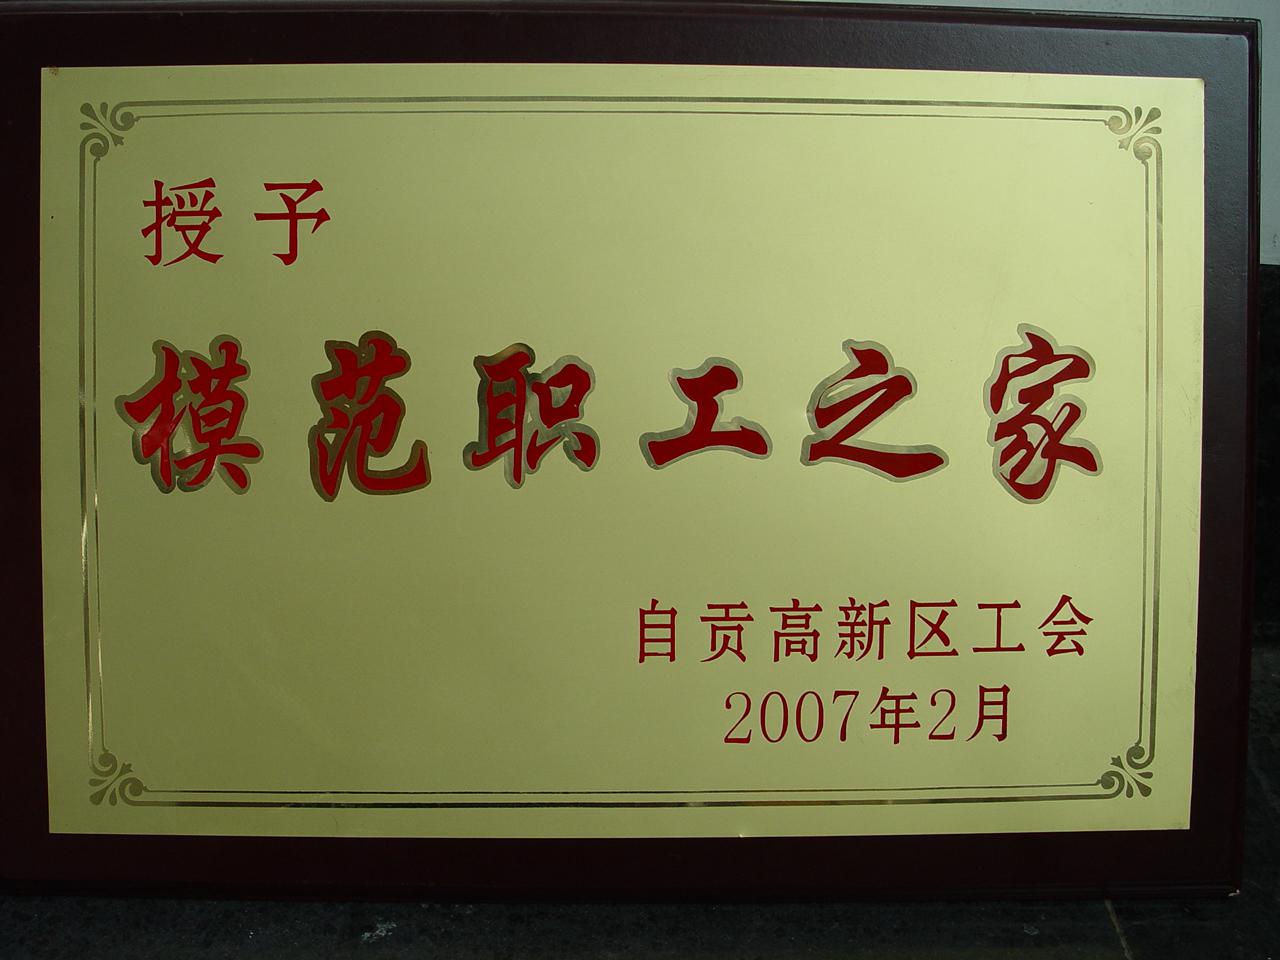 授予
模范职工之家
自贡高新区工会
2007年2月